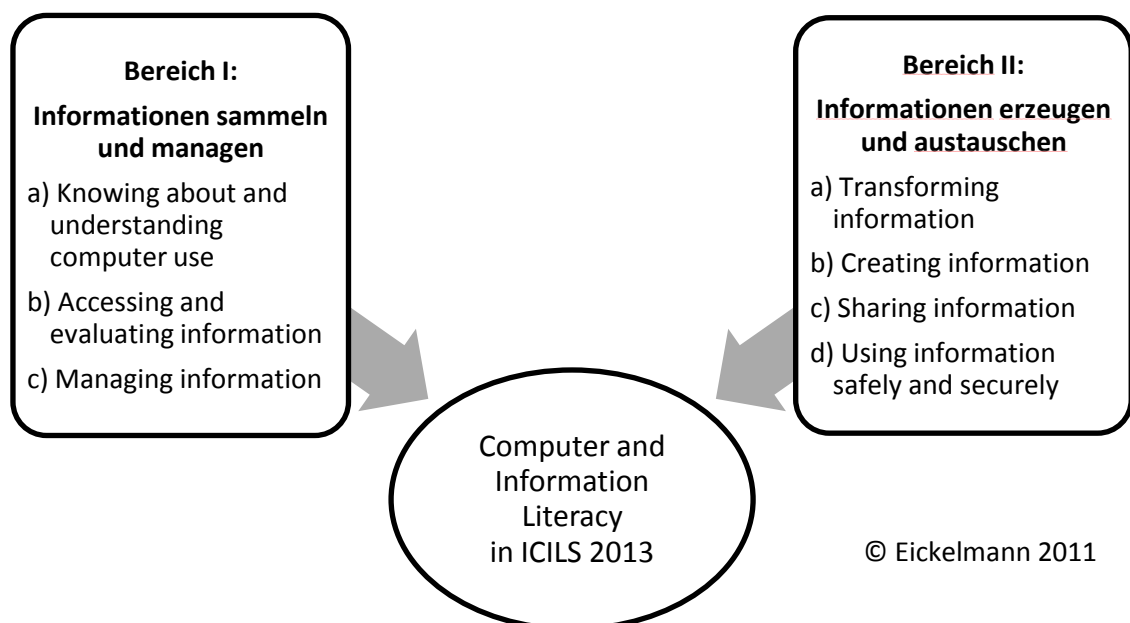 Bereich I:
Informationen sammeln
und managen
a) Knowing about and
understanding
computer use
b) Accessing and
evaluating information
c) Managing information
Bereich II:
Informationen erzeugen
und austauschen
a) Transforming
information
b) Creating information
c) Sharing information
d) Using information
safely and securely
Computer and
Information
Literacy
in ICILS 2013
© Eickelmann 2011